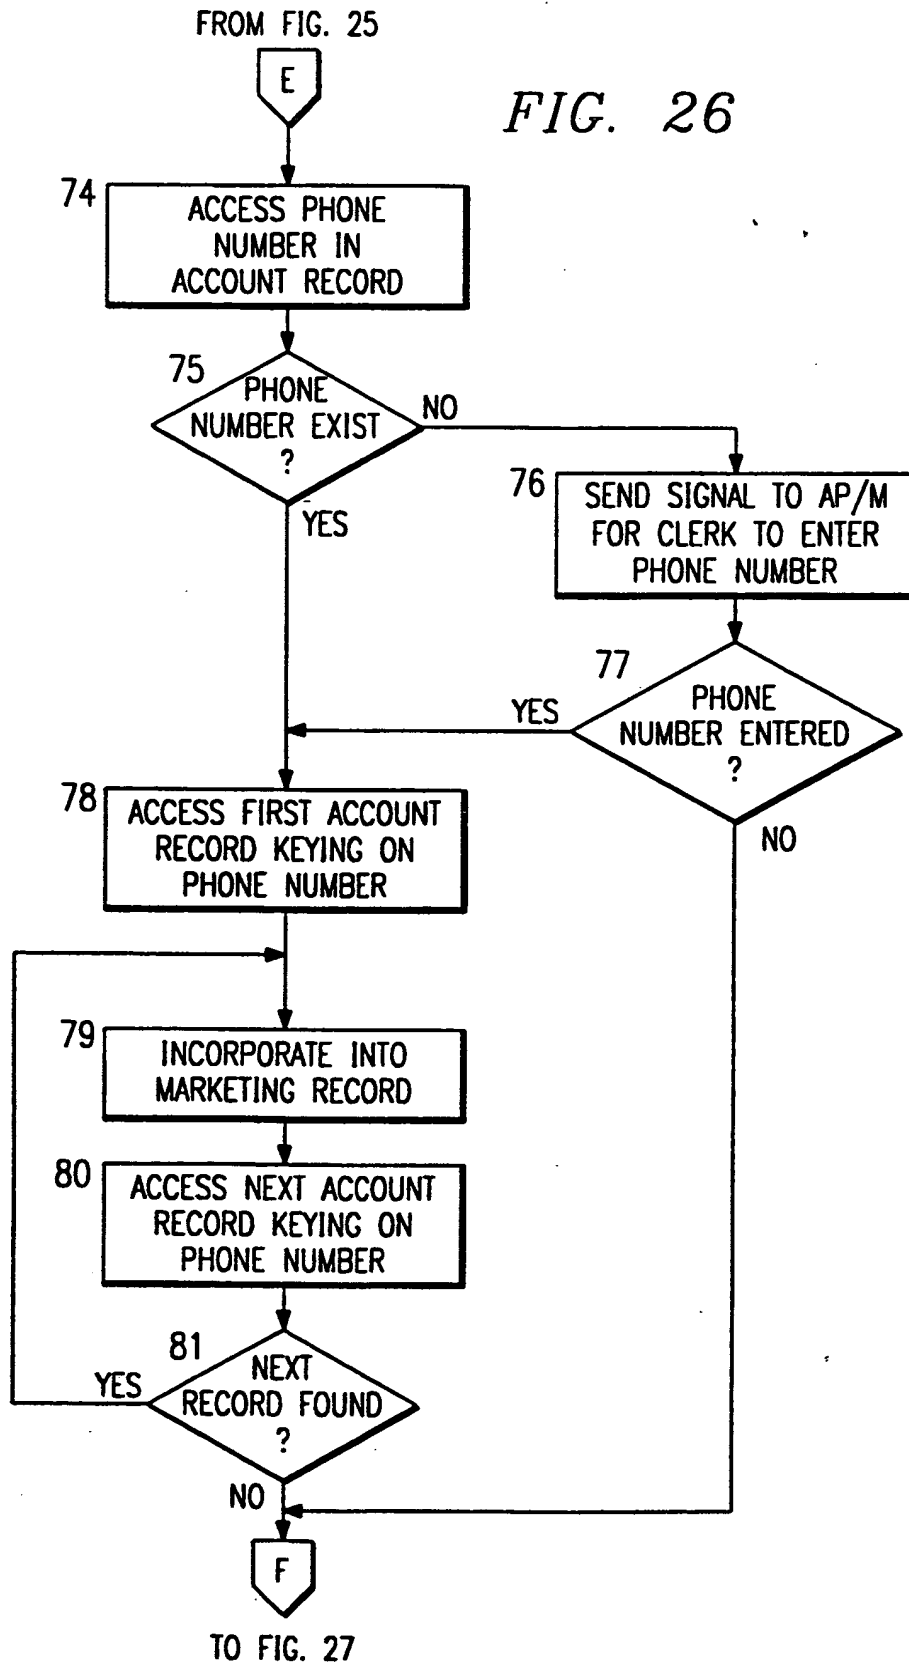 FROM FIG. 25
E
FIG. 26
74
ACCESS PHONE
NUMBER IN
ACCOUNT RECORD
75
PHONE
NUMBER EXIST
?
NO
YES
76
SEND SIGNAL TO AP/M
FOR CLERK TO ENTER
PHONE NUMBER
77
PHONE
NUMBER ENTERED
?
YES
NO
78
ACCESS FIRST ACCOUNT
RECORD KEYING ON
PHONE NUMBER
79
INCORPORATE INTO
MARKETING RECORD
80
ACCESS NEXT ACCOUNT
RECORD KEYING ON
PHONE NUMBER
81
NEXT
RECORD FOUND
?
YES
NO
F
TO FIG. 27